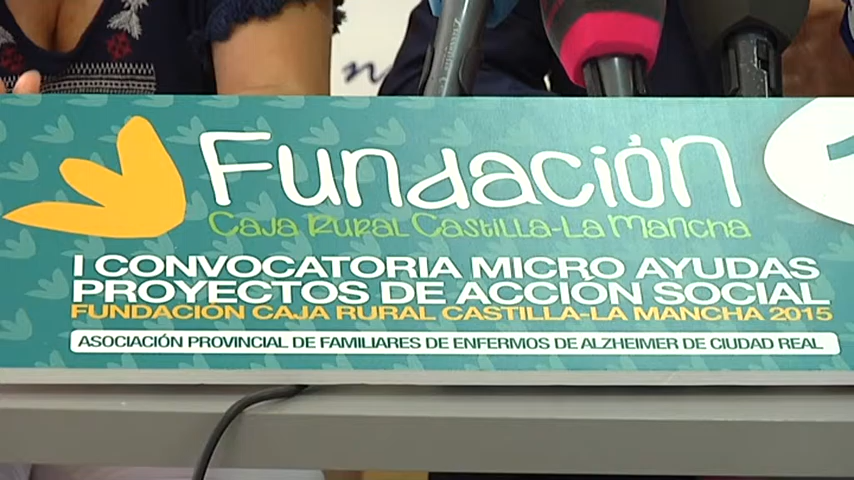 Fundación
Caja Rural Castilla-La Mancha
I CONVOCATORIA MICRO AYUDAS
PROYECTOS DE ACCIÓN SOCIAL
FUNDACIÓN CAJA RURAL CASTILLA-LA MANCHA 2015
ASOCIACIÓN PROVINCIAL DE FAMILIARES DE ENFERMOS DE ALZHEIMER DE CIUDAD REAL